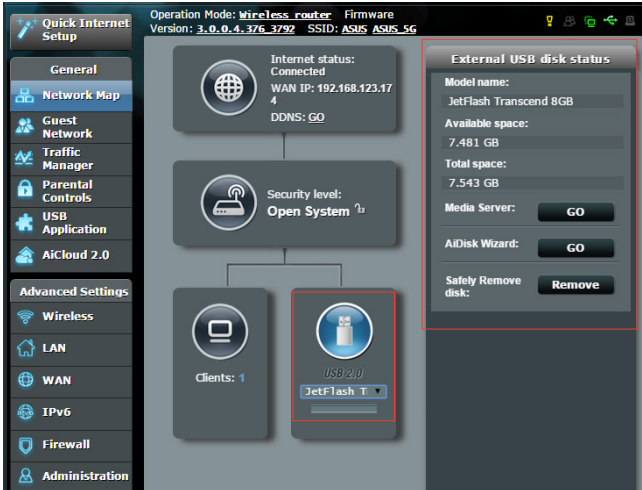 Quick Internet
Setup
Operation Mode: Wireless router Firmware
Version: 3.0.0.4.376_3792 SSID: ASUS ASUS_5G
General
Network Map
Guest
Network
Traffic
Manager
Parental
Controls
USB
Application
AiCloud 2.0
Advanced Settings
Wireless
LAN
WAN
IPv6
Firewall
Administration
Internet status:
Connected
WAN IP: 192.168.123.17
4
DDNS: GO
Security level:
Open System
Clients: 1
USB 2.0
JetFlash T
External USB disk status
Model name:
JetFlash Transcend 8GB
Available space:
7.481 GB
Total space:
7.543 GB
Media Server: GO
AiDisk Wizard: GO
Safely Remove
disk: Remove